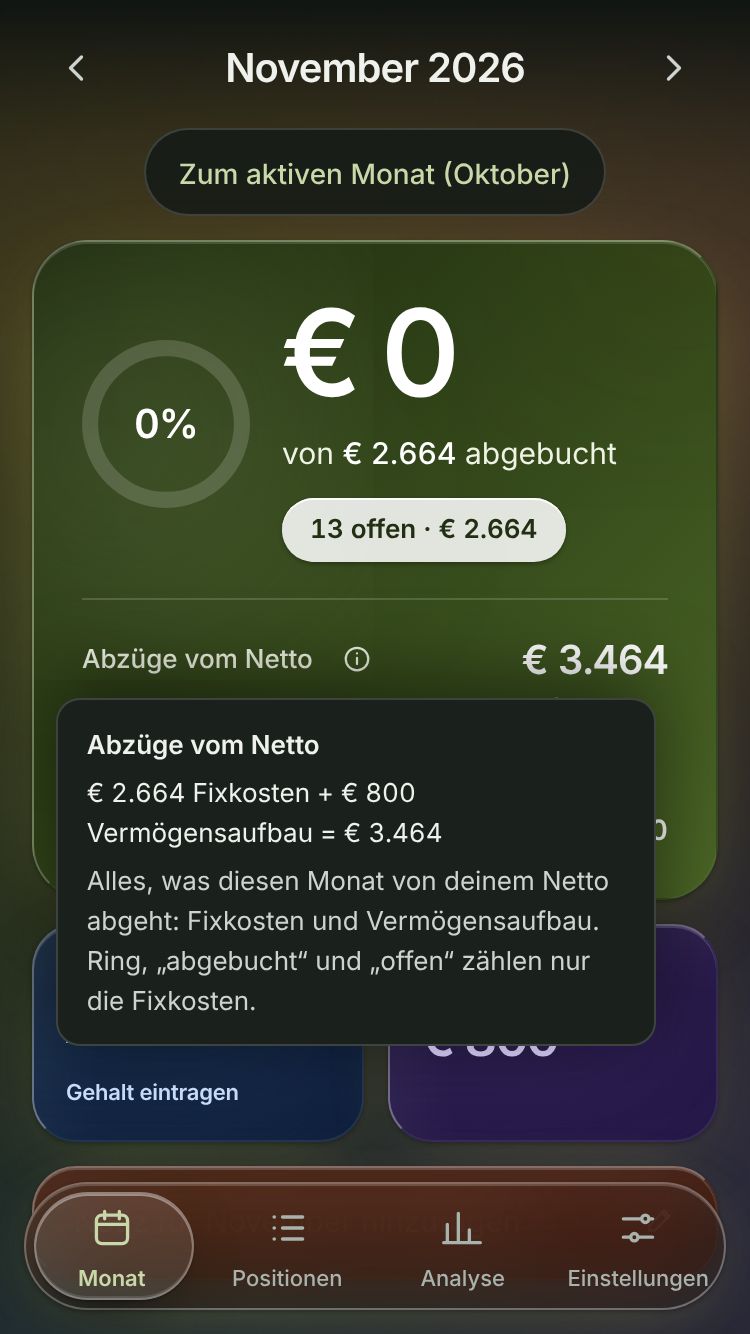 November 2026
Zum aktiven Monat (Oktober)
0%
€ 0
von € 2.664 abgebucht
13 offen · € 2.664
Abzüge vom Netto
€ 3.464
Abzüge vom Netto
€ 2.664 Fixkosten + € 800
Vermögensaufbau = € 3.464
Alles, was diesen Monat von deinem Netto
abgeht: Fixkosten und Vermögensaufbau.
Ring, „abgebucht“ und „offen“ zählen nur
die Fixkosten.
€ 800
Gehalt eintragen
Monat
Positionen
Analyse
Einstellungen